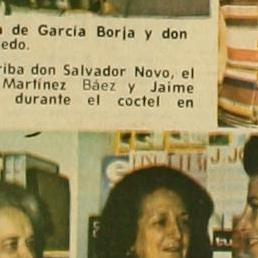 de García Borja y don
edo.
riba don Salvador Novo, el
Martínez Báez y Jaime
durante el coctel en